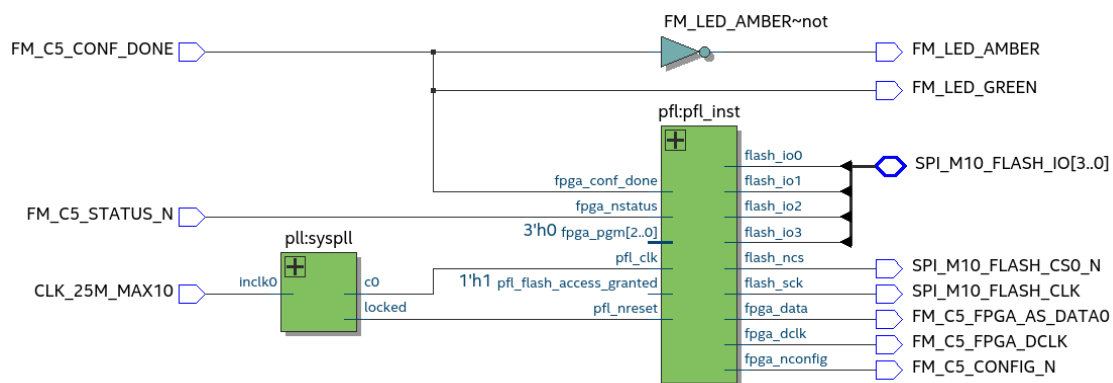 FM_LED_AMBER~not
FM_C5_CONF_DONE
FM_LED_AMBER
FM_LED_GREEN
pfl:pfl_inst
flash_io0
SPI_M10_FLASH_IO[3..0]
fpga_conf_done
flash_io1
FM_C5_STATUS_N
fpga_nstatus
flash_io2
3'h0 fpga_pgm[2..0]
flash_io3
pll:syspll
pfl_clk
flash_ncs
SPI_M10_FLASH_CS0_N
CLK_25M_MAX10
inclk0
c0
1'h1 pfl_flash_access_granted
flash_sck
SPI_M10_FLASH_CLK
locked
pfl_nreset
fpga_data
FM_C5_FPGA_AS_DATA0
fpga_dclk
FM_C5_FPGA_DCLK
fpga_nconfig
FM_C5_CONFIG_N